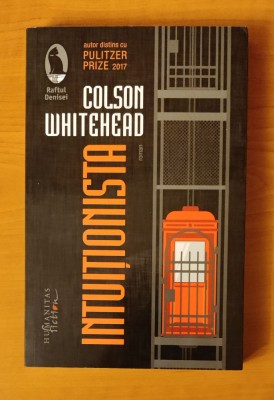 autor distins cu
PULITZER
PRIZE 2017
Raftul
Denisei
COLSON
WHITEHEAD
roman
INTUIȚIONISTA
HUMANITAS
fiction